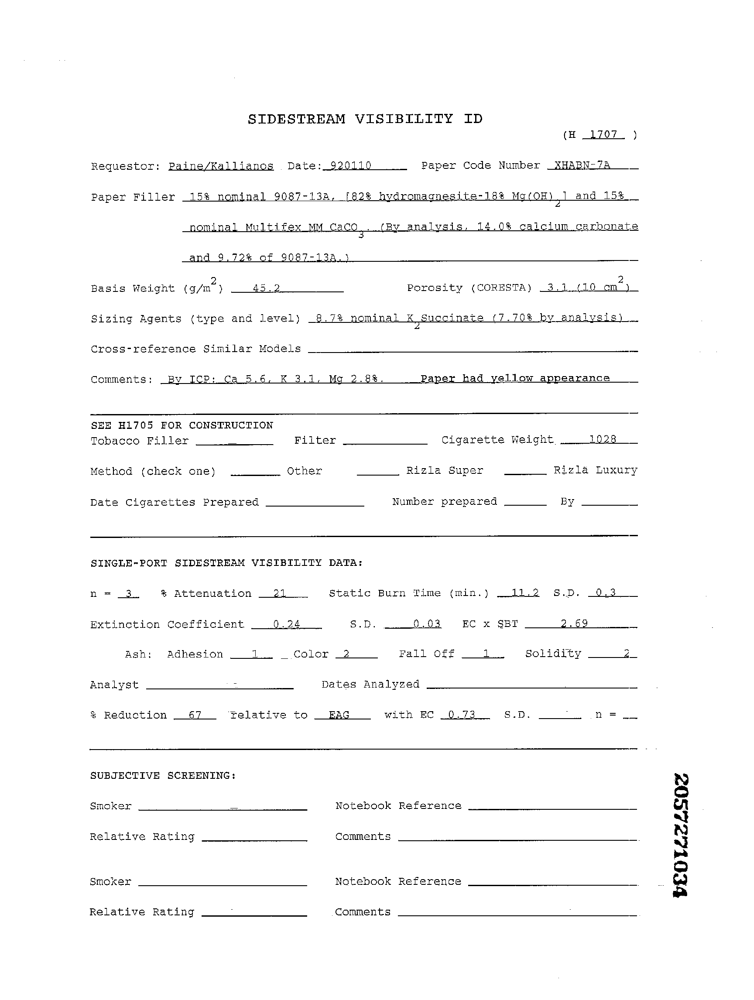 SIDESTREAM VISIBILITY ID
(H 1707 )
Requestor: Paine/Kallianos Date: 920110 Paper Code Number XHABN-7A
Paper Filler 15% nominal 9087-13A, [82% hydromagnesite-18% Mg(OH)2] and 15%
nominal Multifex MM CaCO3. (By analysis, 14.0% calcium carbonate
and 9.72% of 9087-13A.)
Basis Weight (g/m2) 45.2 Porosity (CORESTA) 3.1 (10 cm2)
Sizing Agents (type and level) 8.7% nominal K2Succinate (7.70% by analysis)
Cross-reference Similar Models
Comments: By ICP: Ca 5.6, K 3.1, Mg 2.8%. Paper had yellow appearance
SEE H1705 FOR CONSTRUCTION
Tobacco Filler Filter Cigarette Weight 1028
Method (check one) Other Rizla Super Rizla Luxury
Date Cigarettes Prepared Number prepared By
SINGLE-PORT SIDESTREAM VISIBILITY DATA:
n = 3 % Attenuation 21 Static Burn Time (min.) 11.2 S.D. 0.3
Extinction Coefficient 0.24 S.D. 0.03 EC x SBT 2.69
Ash: Adhesion 1 Color 2 Fall Off 1 Solidity 2
Analyst Dates Analyzed
% Reduction 67 relative to EAG with EC 0.73 S.D. n =
SUBJECTIVE SCREENING:
Smoker Notebook Reference
Relative Rating Comments
Smoker Notebook Reference
Relative Rating Comments
2057271034